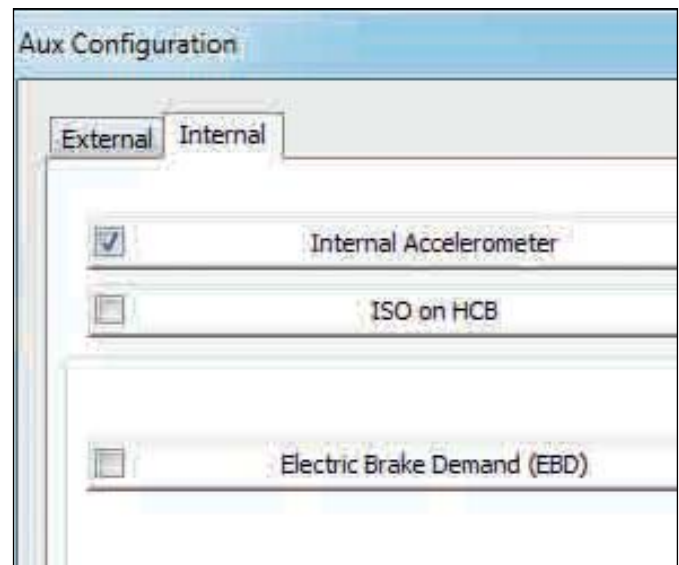 Aux Configuration
External Internal
Internal Accelerometer
ISO on HCB
Electric Brake Demand (EBD)